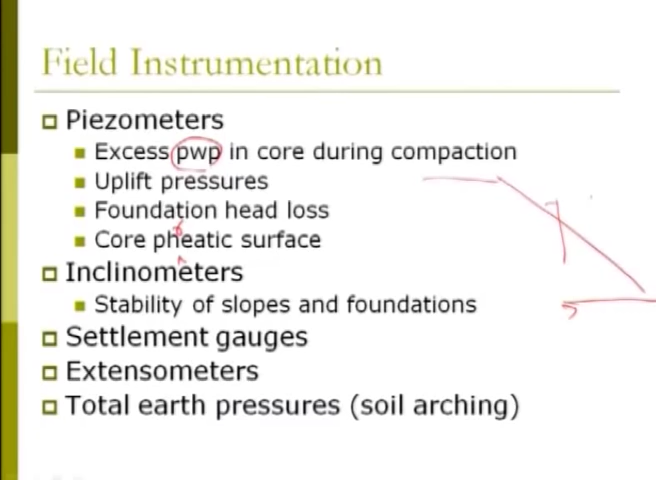 Field Instrumentation
Piezometers
Excess pwp in core during compaction
Uplift pressures
Foundation head loss
Core pheatic surface
Inclinometers
Stability of slopes and foundations
Settlement gauges
Extensometers
Total earth pressures (soil arching)